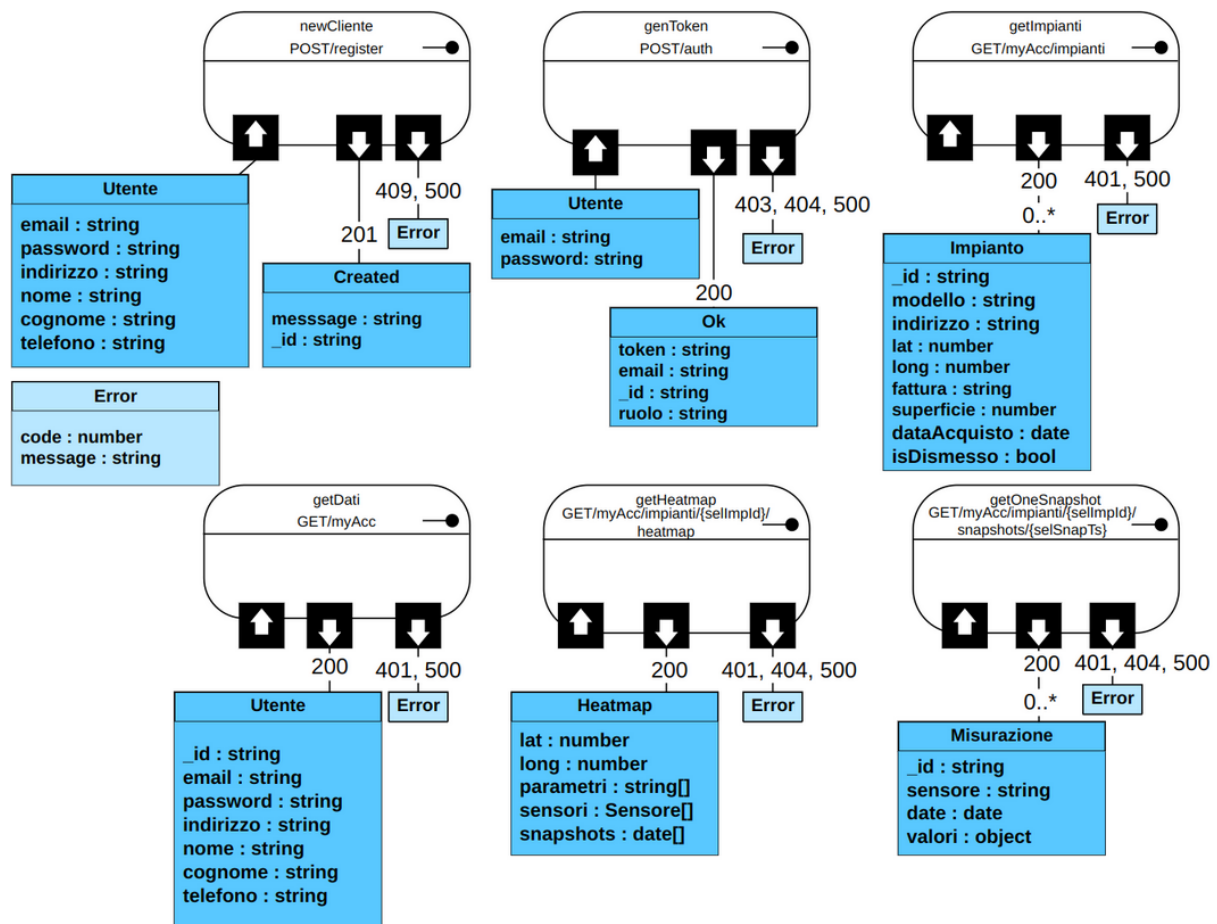 newCliente
POST/register
409, 500
Error
201
Utente
email : string
password : string
indirizzo : string
nome : string
cognome : string
telefono : string
Created
messsage : string
_id : string
genToken
POST/auth
Utente
email : string
password: string
403, 404, 500
Error
200
Ok
token : string
email : string
_id : string
ruolo : string
getImpianti
GET/myAcc/impianti
200
0..*
401, 500
Error
Impianto
_id : string
modello : string
indirizzo : string
lat : number
long : number
fattura : string
superficie : number
dataAcquisto : date
isDismesso : bool
Error
code : number
message : string
getDati
GET/myAcc
200
401, 500
Error
Utente
_id : string
email : string
password : string
indirizzo : string
nome : string
cognome : string
telefono : string
getHeatmap
GET/myAcc/impianti/{selImpId}/
heatmap
200
401, 404, 500
Error
Heatmap
lat : number
long : number
parametri : string[]
sensori : Sensore[]
snapshots : date[]
getOneSnapshot
GET/myAcc/impianti/{selImpId}/
snapshots/{selSnapTs}
200
0..*
401, 404, 500
Error
Misurazione
_id : string
sensore : string
date : date
valori : object